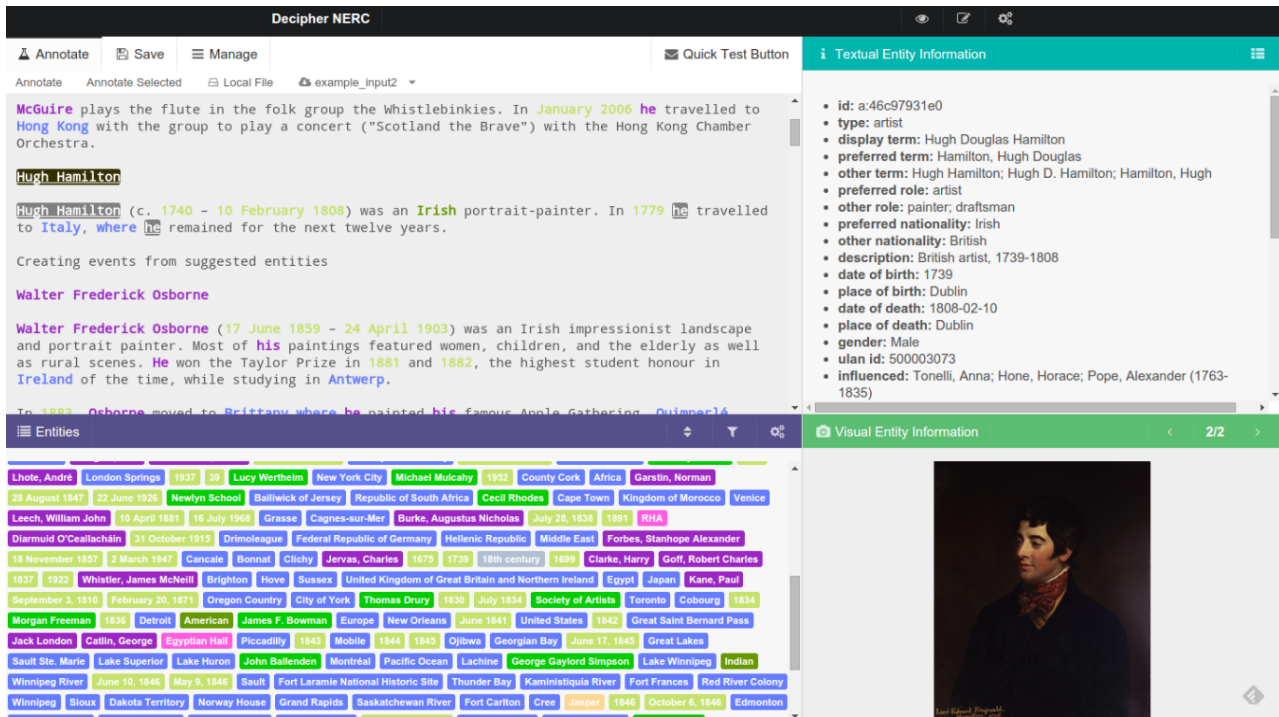 Decipher NERC
Annotate Save Manage Quick Test Button
Annotate Annotate Selected Local File example_input2
McGuire plays the flute in the folk group the Whistlebinkies. In January 2006 he travelled to
Hong Kong with the group to play a concert ("Scotland the Brave") with the Hong Kong Chamber
Orchestra.
Hugh Hamilton
Hugh Hamilton (c. 1740 – 10 February 1808) was an Irish portrait-painter. In 1779 he travelled
to Italy, where he remained for the next twelve years.
Creating events from suggested entities
Walter Frederick Osborne
Walter Frederick Osborne (17 June 1859 – 24 April 1903) was an Irish impressionist landscape
and portrait painter. Most of his paintings featured women, children, and the elderly as well
as rural scenes. He won the Taylor Prize in 1881 and 1882, the highest student honour in
Ireland of the time, while studying in Antwerp.
In 1883, Osborne moved to Brittany where he painted his famous Apple Gathering, Quimperlé
Textual Entity Information
id: a:46c97931e0
type: artist
display term: Hugh Douglas Hamilton
preferred term: Hamilton, Hugh Douglas
other term: Hugh Hamilton; Hugh D. Hamilton; Hamilton, Hugh
preferred role: artist
other role: painter; draftsman
preferred nationality: Irish
other nationality: British
description: British artist, 1739-1808
date of birth: 1739
place of birth: Dublin
date of death: 1808-02-10
place of death: Dublin
gender: Male
ulan id: 500003073
influenced: Tonelli, Anna; Hone, Horace; Pope, Alexander (1763-
1835)
Entities
Lhote, André London Springs 1937 39 Lucy Wertheim New York City Michael Mulcahy 1952 County Cork Africa Garstin, Norman
28 August 1847 22 June 1926 Newlyn School Bailiwick of Jersey Republic of South Africa Cecil Rhodes Cape Town Kingdom of Morocco Venice
Leech, William John 10 April 1881 16 July 1968 Grasse Cagnes-sur-Mer Burke, Augustus Nicholas July 28, 1838 1891 RHA
Diarmuid O'Ceallacháin 31 October 1915 Drimoleague Federal Republic of Germany Hellenic Republic Middle East Forbes, Stanhope Alexander
18 November 1857 2 March 1947 Cancale Bonnat Clichy Jervas, Charles 1675 1739 18th century 1699 Clarke, Harry Goff, Robert Charles
1837 1922 Whistler, James McNeill Brighton Hove Sussex United Kingdom of Great Britain and Northern Ireland Egypt Japan Kane, Paul
September 3, 1810 February 20, 1871 Oregon Country City of York Thomas Drury 1830 July 1834 Society of Artists Toronto Cobourg 1834
Morgan Freeman 1836 Detroit American James F. Bowman Europe New Orleans June 1841 United States 1842 Great Saint Bernard Pass
Jack London Catlin, George Egyptian Hall Piccadilly 1843 Mobile 1844 1845 Ojibwa Georgian Bay June 17, 1845 Great Lakes
Sault Ste. Marie Lake Superior Lake Huron John Ballenden Montréal Pacific Ocean Lachine George Gaylord Simpson Lake Winnipeg Indian
Winnipeg River June 10, 1846 May 9, 1846 Sault Fort Laramie National Historic Site Thunder Bay Kaministiquia River Fort Frances Red River Colony
Winnipeg Sioux Dakota Territory Norway House Grand Rapids Saskatchewan River Fort Carlton Cree Jasper 1846 October 6, 1846 Edmonton
Visual Entity Information 2/2
Lord Edward Fitzgerald.